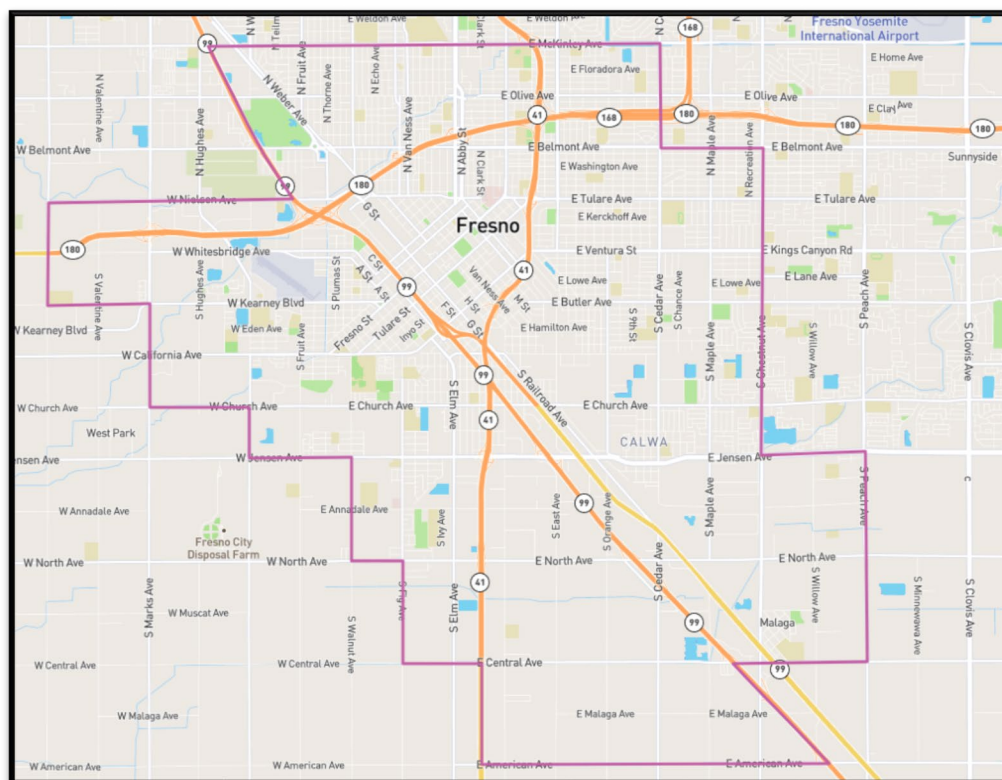 E Weldon Ave
E Weldon Ave
168
Fresno Yosemite
International Airport
99
N Fruit Ave
N Echo Ave
E McKinley Ave
E Home Ave
E Floradora Ave
N Valentine Ave
N Thorne Ave
N Weber Ave
E Olive Ave
E Olive Ave
N Hughes Ave
N Van Ness Ave
N Abby St
41
168
180
180
180
W Belmont Ave
E Belmont Ave
E Belmont Ave
N Clark St
E Washington Ave
N Maple Ave
N Recreation Ave
Sunnyside
99
180
W Nielsen Ave
E Tulare Ave
E Tulare Ave
G St
E Kerckhoff Ave
Fresno
180
W Whitesbridge Ave
E Ventura St
E Kings Canyon Rd
C St
A St
A St
Van Ness Ave
41
E Lowe Ave
E Lowe Ave
E Lane Ave
S Valentine Ave
S Hughes Ave
S Plumas St
99
H St
M St
W Kearney Blvd
E Butler Ave
S Cedar Ave
S Chance Ave
S Peach Ave
W Kearney Blvd
W Eden Ave
S Fruit Ave
Fresno St
Tulare St
Inyo St
F St
G St
E Hamilton Ave
S 9th St
S Maple Ave
S Chestnut Ave
S Willow Ave
S Clovis Ave
W California Ave
99
S Railroad Ave
W Church Ave
W Church Ave
E Church Ave
S Elm Ave
E Church Ave
41
West Park
CALWA
Jensen Ave
W Jensen Ave
E Jensen Ave
c
W Annadale Ave
E Annadale Ave
S Ivy Ave
99
S East Ave
S Orange Ave
S Maple Ave
S Peach Ave
Fresno City
Disposal Farm
W North Ave
W North Ave
E North Ave
E North Ave
41
S Marks Ave
W Muscat Ave
S Walnut Ave
S Fig Ave
S Elm Ave
S Cedar Ave
99
S Willow Ave
Malaga
S Minnewawa Ave
S Clovis Ave
W Central Ave
W Central Ave
E Central Ave
99
W Malaga Ave
E Malaga Ave
E Malaga Ave
W American Ave
W American Ave
E American Ave
E American Ave